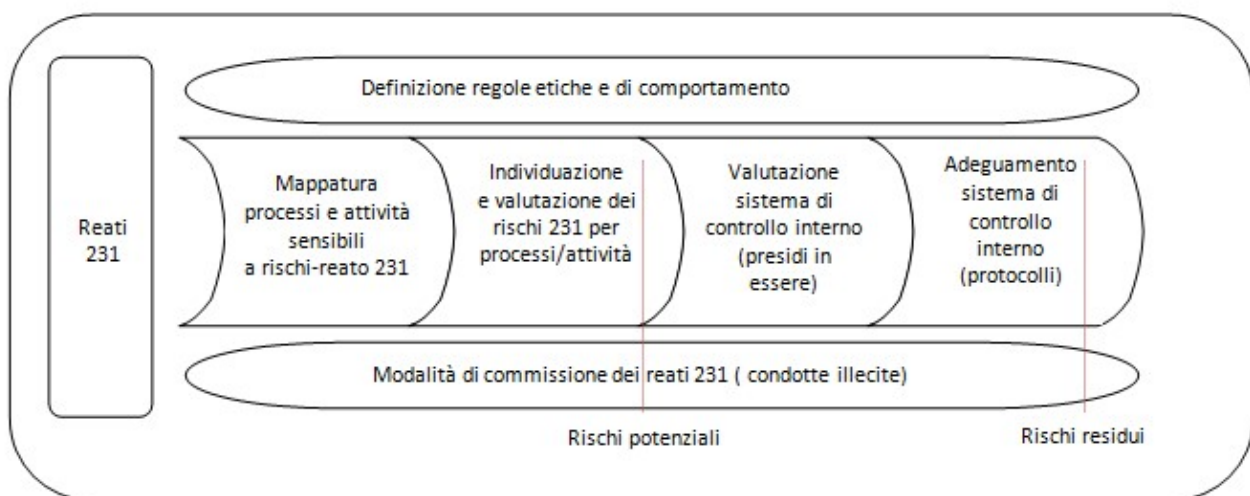 Definizione regole etiche e di comportamento
Reati
231
Mappatura
processi e attività
sensibili
a rischi-reato 231
Individuazione
e valutazione dei
rischi 231 per
processi/attività
Valutazione
sistema di
controllo interno
(presidi in
essere)
Adeguamento
sistema di
controllo
interno
(protocolli)
Modalità di commissione dei reati 231 ( condotte illecite)
Rischi potenziali
Rischi residui